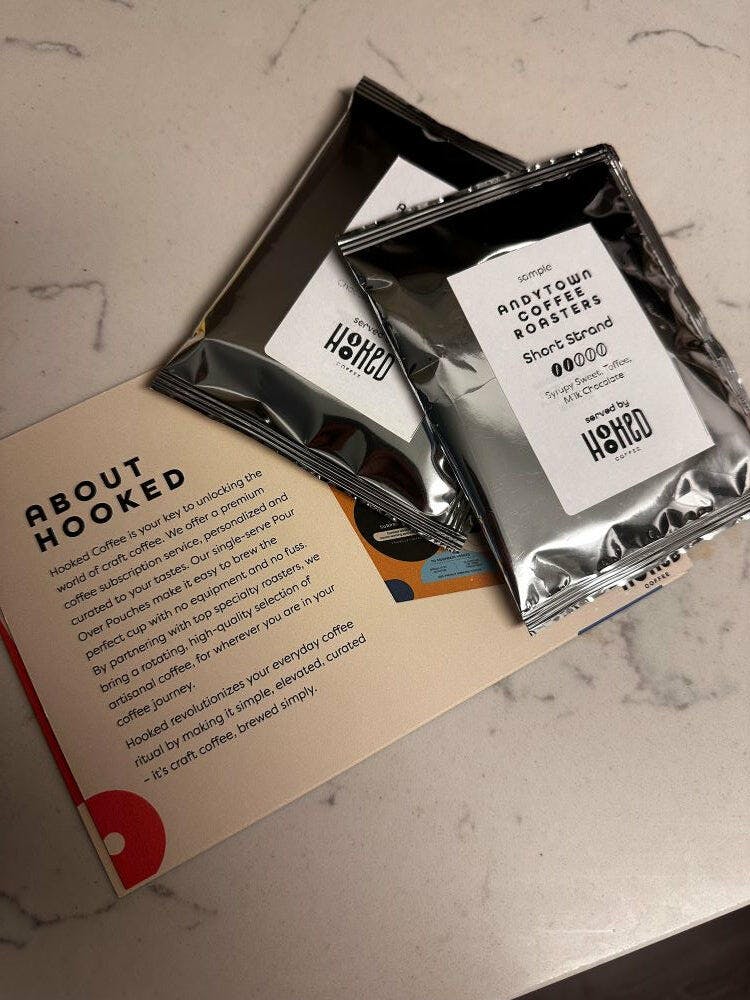 sample
ANDYTOWN
COFFEE
ROASTERS
Short Strand
Syrupy Sweet, Toffee,
Milk Chocolate
served by
HOOKED
COFFEE
served
HOOKED
COFFEE
ABOUT
HOOKED
Hooked Coffee is your key to unlocking the
world of craft coffee. We offer a premium
coffee subscription service, personalized and
curated to your tastes. Our single-serve Pour
Over Pouches make it easy to brew the
perfect cup with no equipment and no fuss.
By partnering with top specialty roasters, we
bring a rotating, high-quality selection of
artisanal coffee, for wherever you are in your
coffee journey.
Hooked revolutionizes your everyday coffee
ritual by making it simple, elevated, curated
– it's craft coffee, brewed simply.
HOOKED
COFFEE